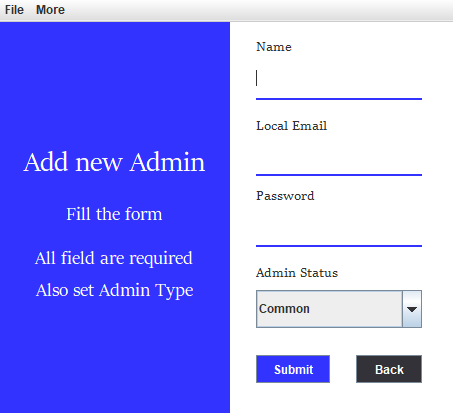 File More
Add new Admin
Fill the form
All field are required
Also set Admin Type
Name
Local Email
Password
Admin Status
Common
Submit Back